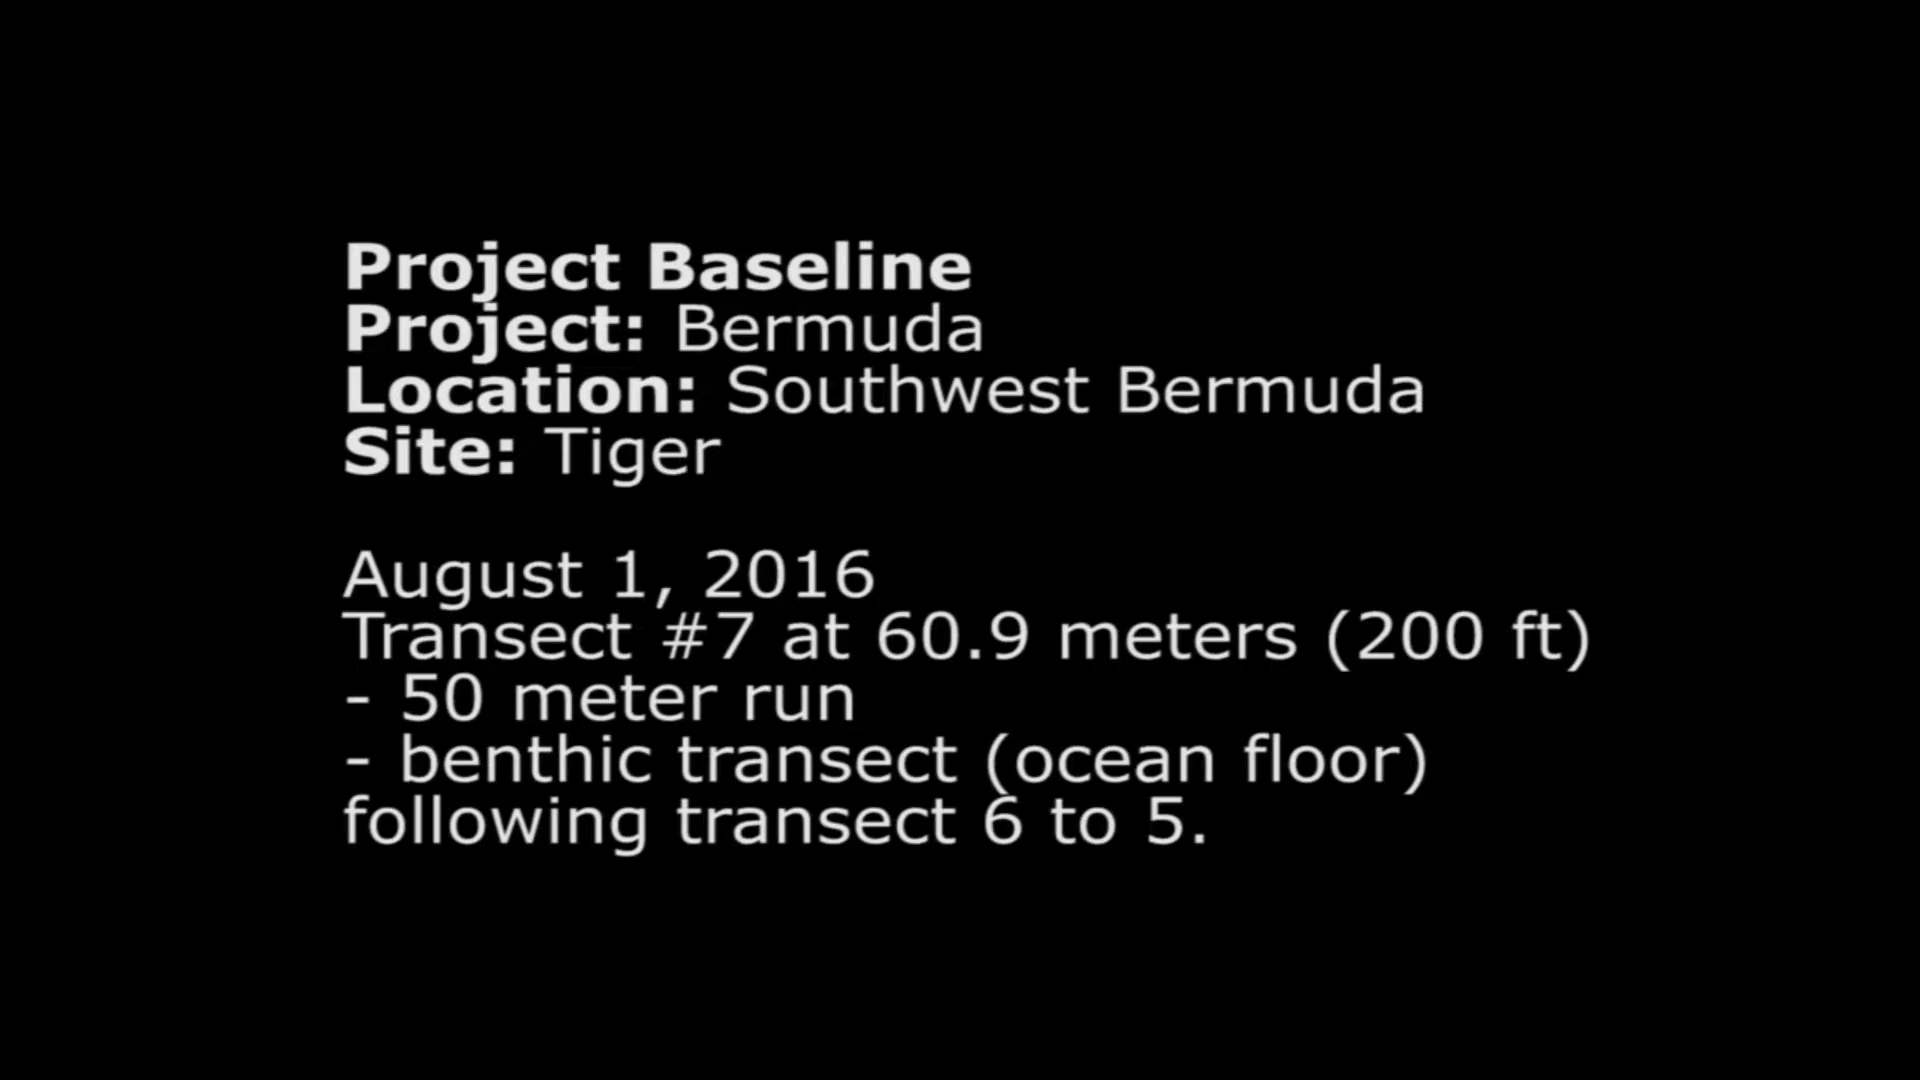 Project Baseline
Project: Bermuda
Location: Southwest Bermuda
Site: Tiger
August 1, 2016
Transect #7 at 60.9 meters (200 ft)
- 50 meter run
- benthic transect (ocean floor)
following transect 6 to 5.